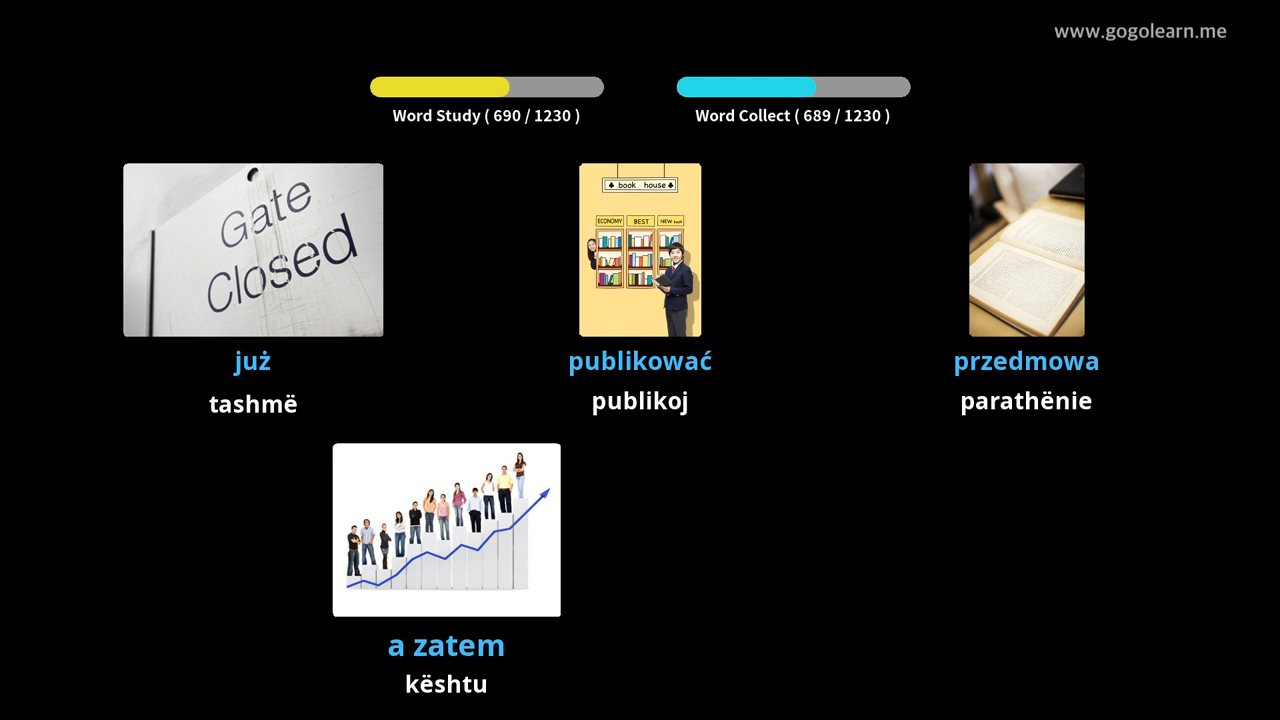 www.gogolearn.me
Word Study ( 690 / 1230 )
Word Collect ( 689 / 1230 )
Gate
Closed
♣ book house ♣
ECONOMY
BEST
NEW book
już
publikować
przedmowa
tashmë
publikoj
parathënie
a zatem
kështu